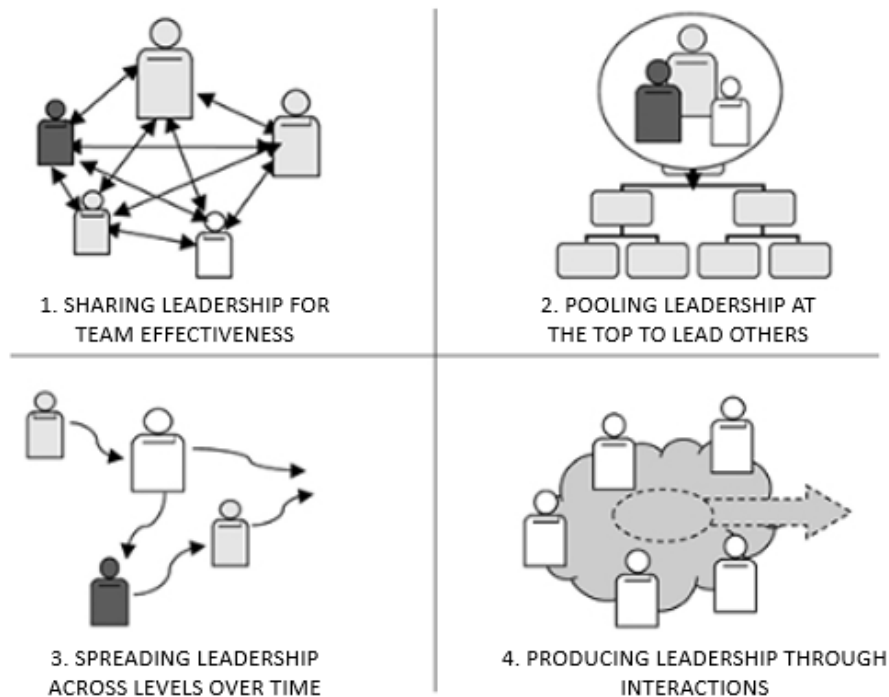 1. SHARING LEADERSHIP FOR
TEAM EFFECTIVENESS
2. POOLING LEADERSHIP AT
THE TOP TO LEAD OTHERS
3. SPREADING LEADERSHIP
ACROSS LEVELS OVER TIME
4. PRODUCING LEADERSHIP THROUGH
INTERACTIONS